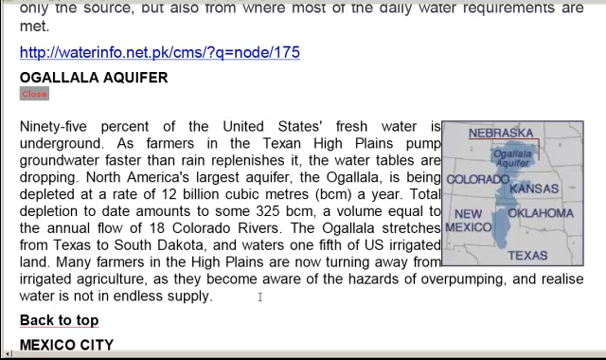 only the source, but also from where most of the daily water requirements are
met.
http://waterinfo.net.pk/cms/?q=node/175
OGALLALA AQUIFER
Close
Ninety-five percent of the United States' fresh water is
underground. As farmers in the Texan High Plains pump
groundwater faster than rain replenishes it, the water tables are
dropping. North America's largest aquifer, the Ogallala, is being
depleted at a rate of 12 billion cubic metres (bcm) a year. Total
depletion to date amounts to some 325 bcm, a volume equal to
the annual flow of 18 Colorado Rivers. The Ogallala stretches
from Texas to South Dakota, and waters one fifth of US irrigated
land. Many farmers in the High Plains are now turning away from
irrigated agriculture, as they become aware of the hazards of overpumping, and realise
water is not in endless supply.
NEBRASKA
Ogallala
Aquifer
COLORADO
KANSAS
NEW
MEXICO
OKLAHOMA
TEXAS
Back to top
MEXICO CITY